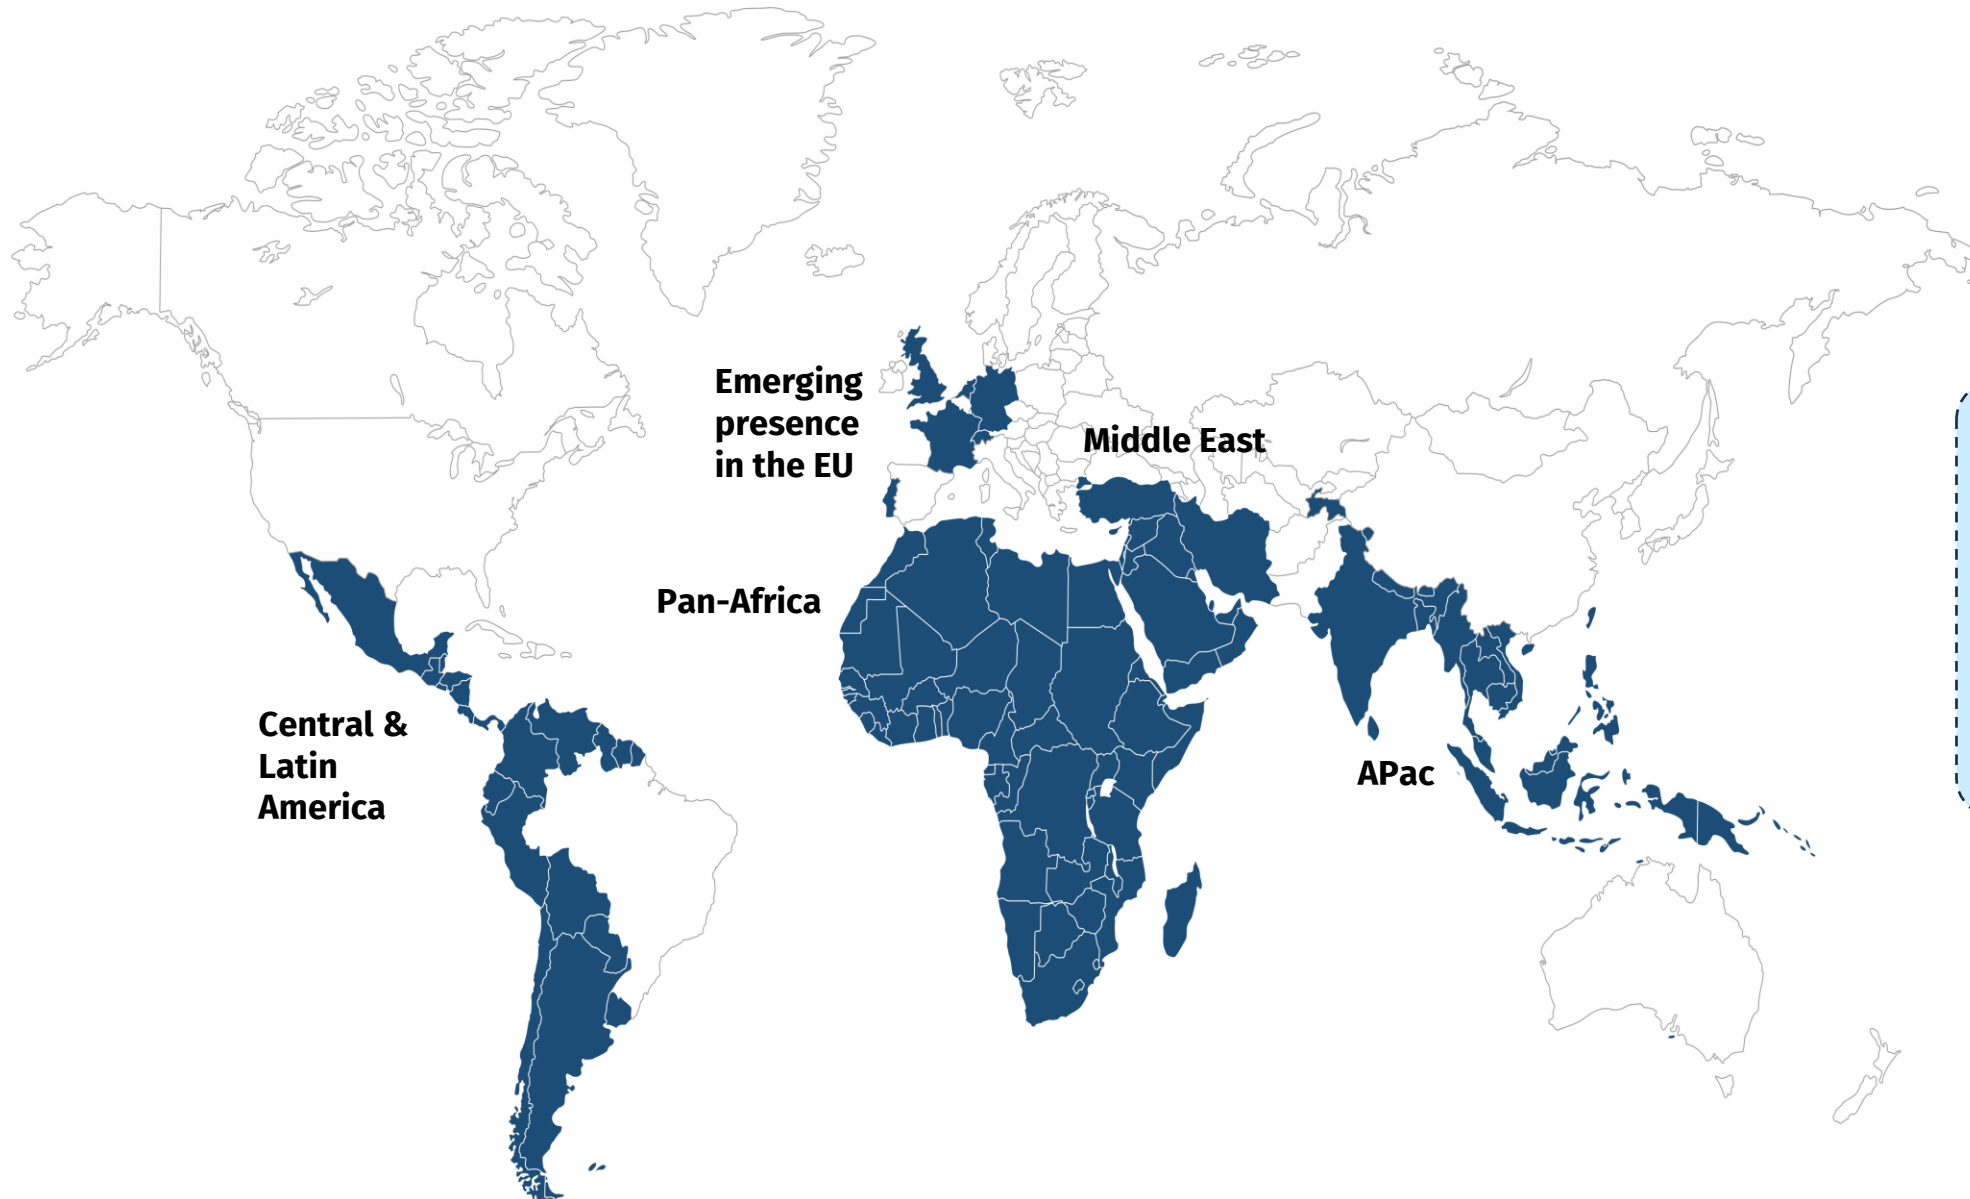 Emerging
presence
in the EU
Middle East
Pan-Africa
Central &
Latin
America
APac